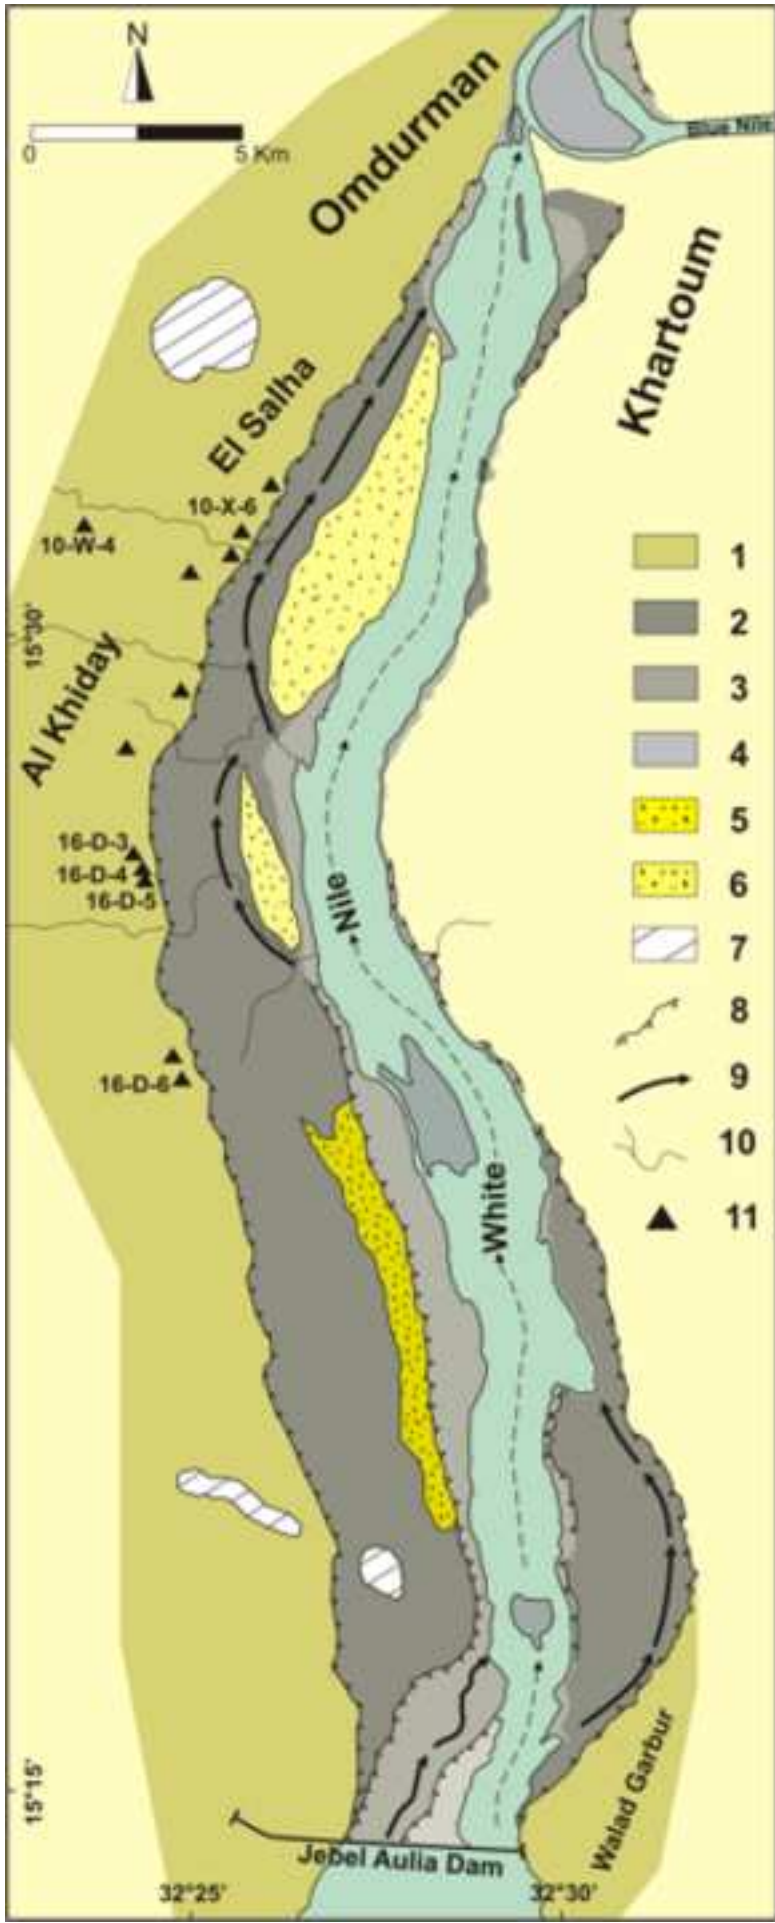 N
0 5 Km
Omdurman
Blue Nile
Khartoum
El Salha
10-X-6
10-W-4
15°30'
Al Khiday
16-D-3
16-D-4
16-D-5
16-D-6
Nile
White
1
2
3
4
5
6
7
8
9
10
11
15°15'
Walad Garbur
Jebel Aulia Dam
32°25'
32°30'